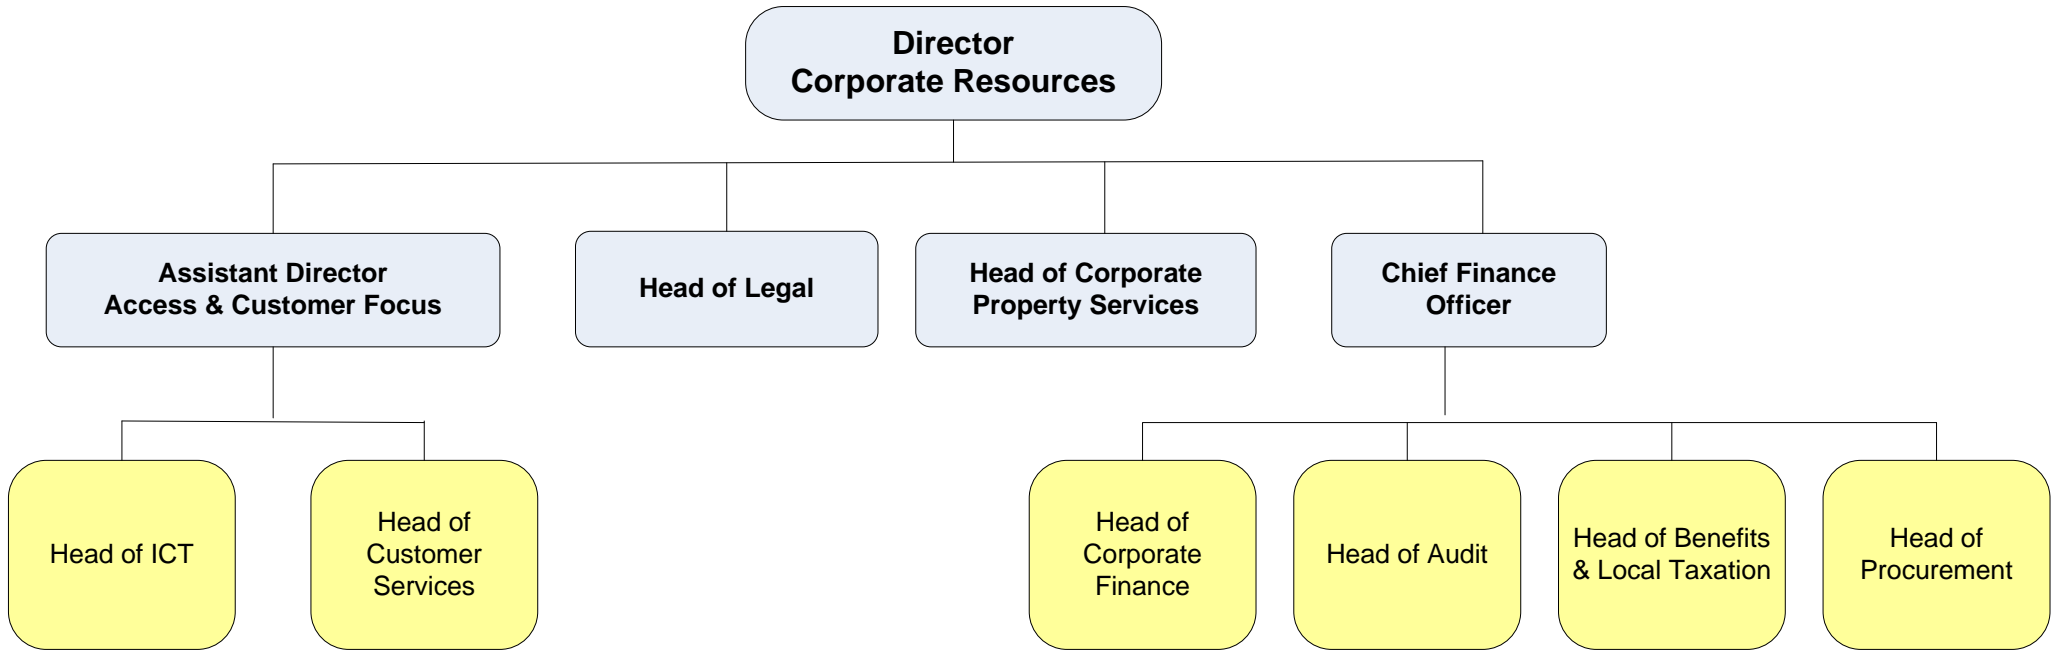 Director
Corporate Resources
Assistant Director
Access & Customer Focus
Head of Legal
Head of Corporate
Property Services
Chief Finance
Officer
Head of ICT
Head of
Customer
Services
Head of
Corporate
Finance
Head of Audit
Head of Benefits
& Local Taxation
Head of
Procurement